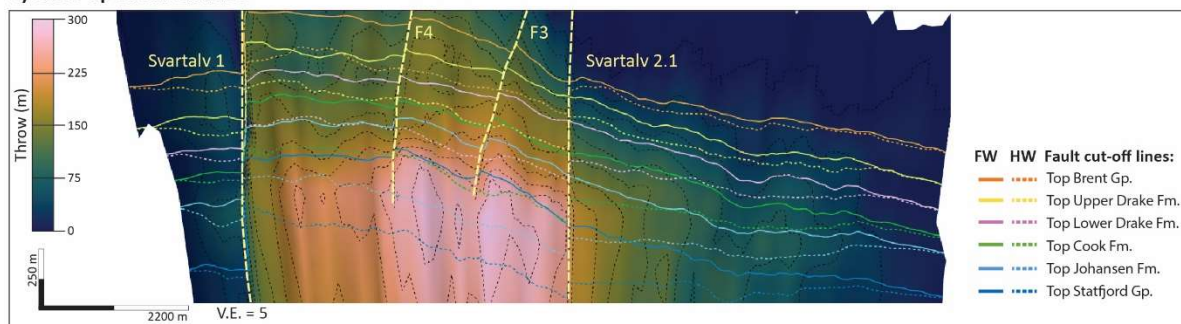 300
225
150
75
0
Throw (m)
Svartalv 1
F4
F3
Svartalv 2.1
250 m
2200 m
V.E. = 5
FW HW Fault cut-off lines:
Top Brent Gp.
Top Upper Drake Fm.
Top Lower Drake Fm.
Top Cook Fm.
Top Johansen Fm.
Top Statfjord Gp.